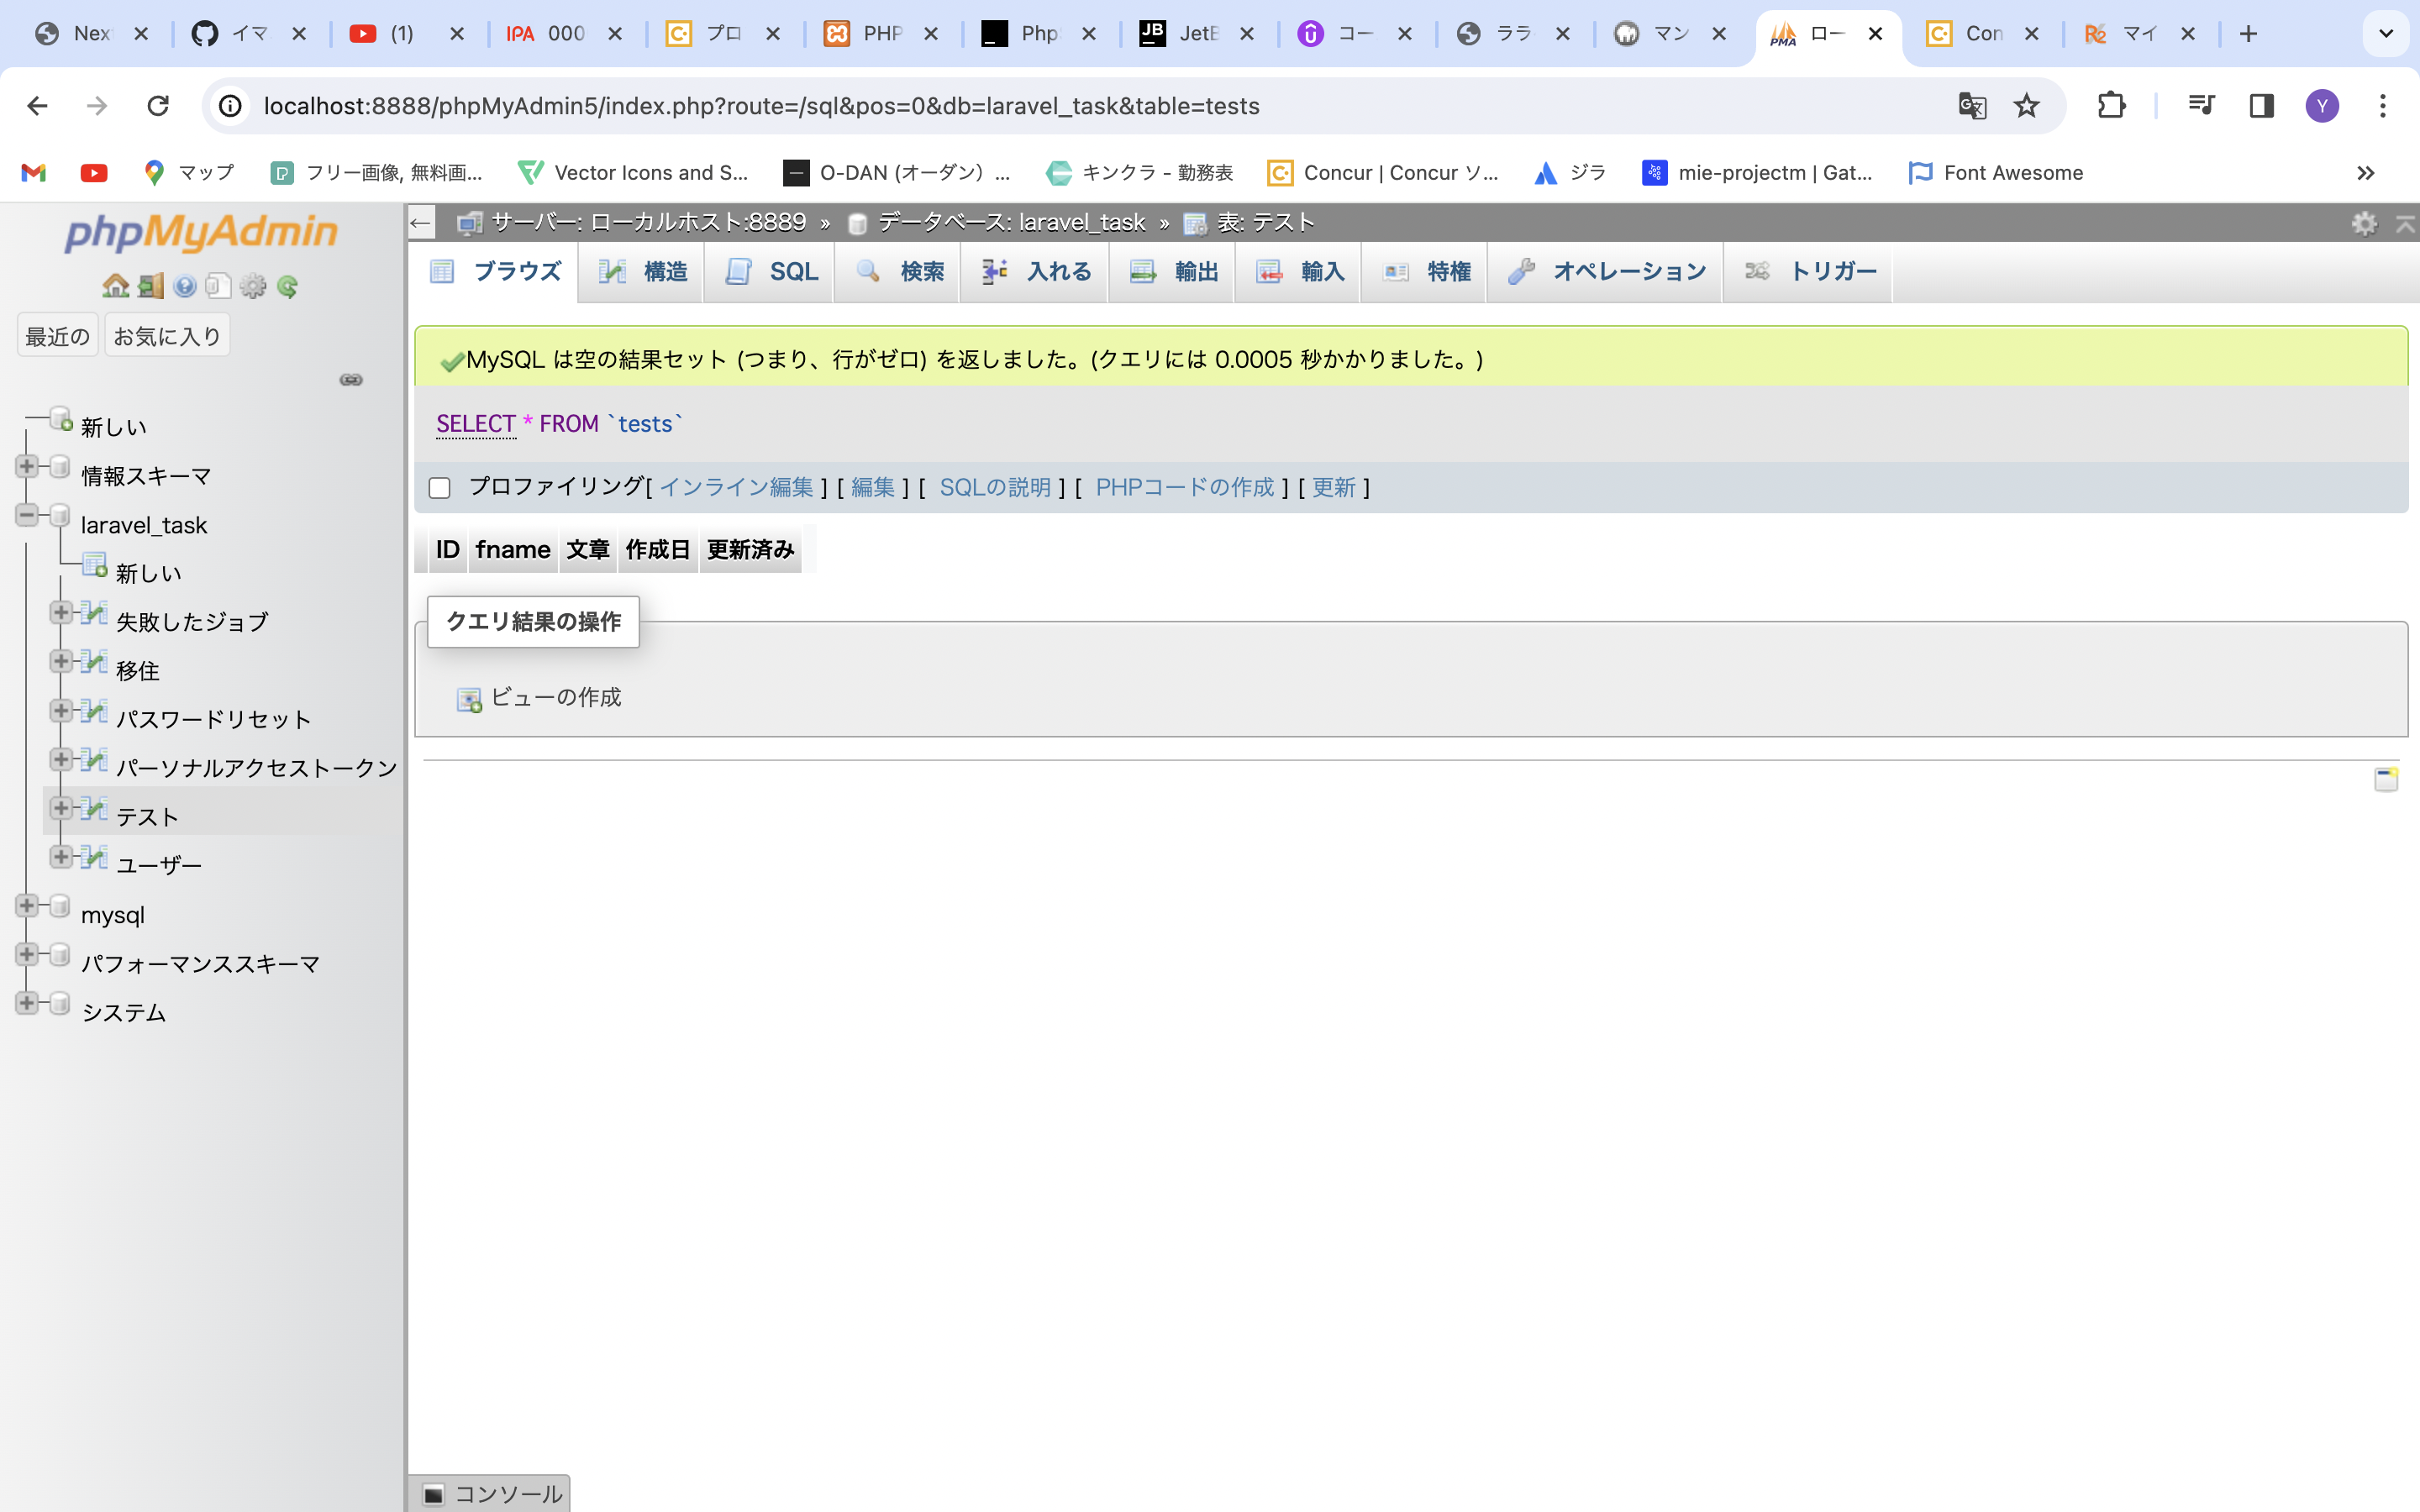 Nex イマ (1) IPA 000 プロ PHP Php JB JetB コー ララ マン PMA ロー Con R2 マイ
localhost:8888/phpMyAdmin5/index.php?route=/sql&pos=0&db=laravel_task&table=tests Y
マップ フリー画像, 無料画... Vector Icons and S... O-DAN (オーダン) ... キンクラ - 勤務表 Concur | Concur ソ... ジラ mie-projectm | Gat... Font Awesome
phpMyAdmin
最近の お気に入り
新しい
情報スキーマ
laravel_task
新しい
失敗したジョブ
移住
パスワードリセット
パーソナルアクセストークン
テスト
ユーザー
mysql
パフォーマンススキーマ
システム
サーバー: ローカルホスト:8889 » データベース: laravel_task » 表: テスト
ブラウズ 構造 SQL 検索 入れる 輸出 輸入 特権 オペレーション トリガー
MySQL は空の結果セット (つまり、行がゼロ) を返しました。(クエリには 0.0005 秒かかりました。)
SELECT * FROM `tests`
プロファイリング[ インライン編集 ] [ 編集 ] [ SQLの説明 ] [ PHPコードの作成 ] [ 更新 ]
ID fname 文章 作成日 更新済み
クエリ結果の操作
ビューの作成
コンソール